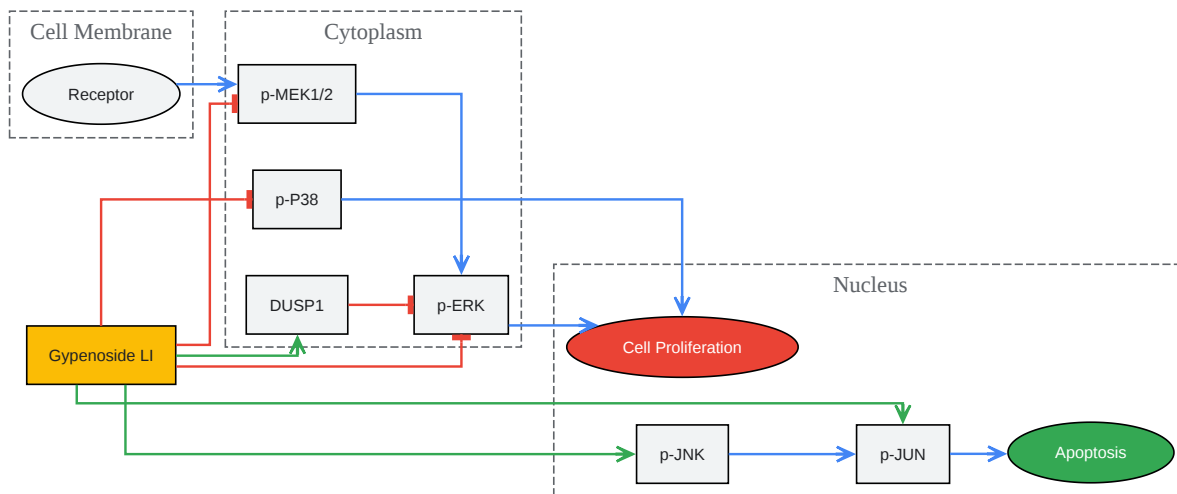 Cell Membrane
Cytoplasm
Receptor
p-MEK1/2
p-P38
DUSP1
p-ERK
Nucleus
Gypenoside LI
Cell Proliferation
p-JNK
p-JUN
Apoptosis